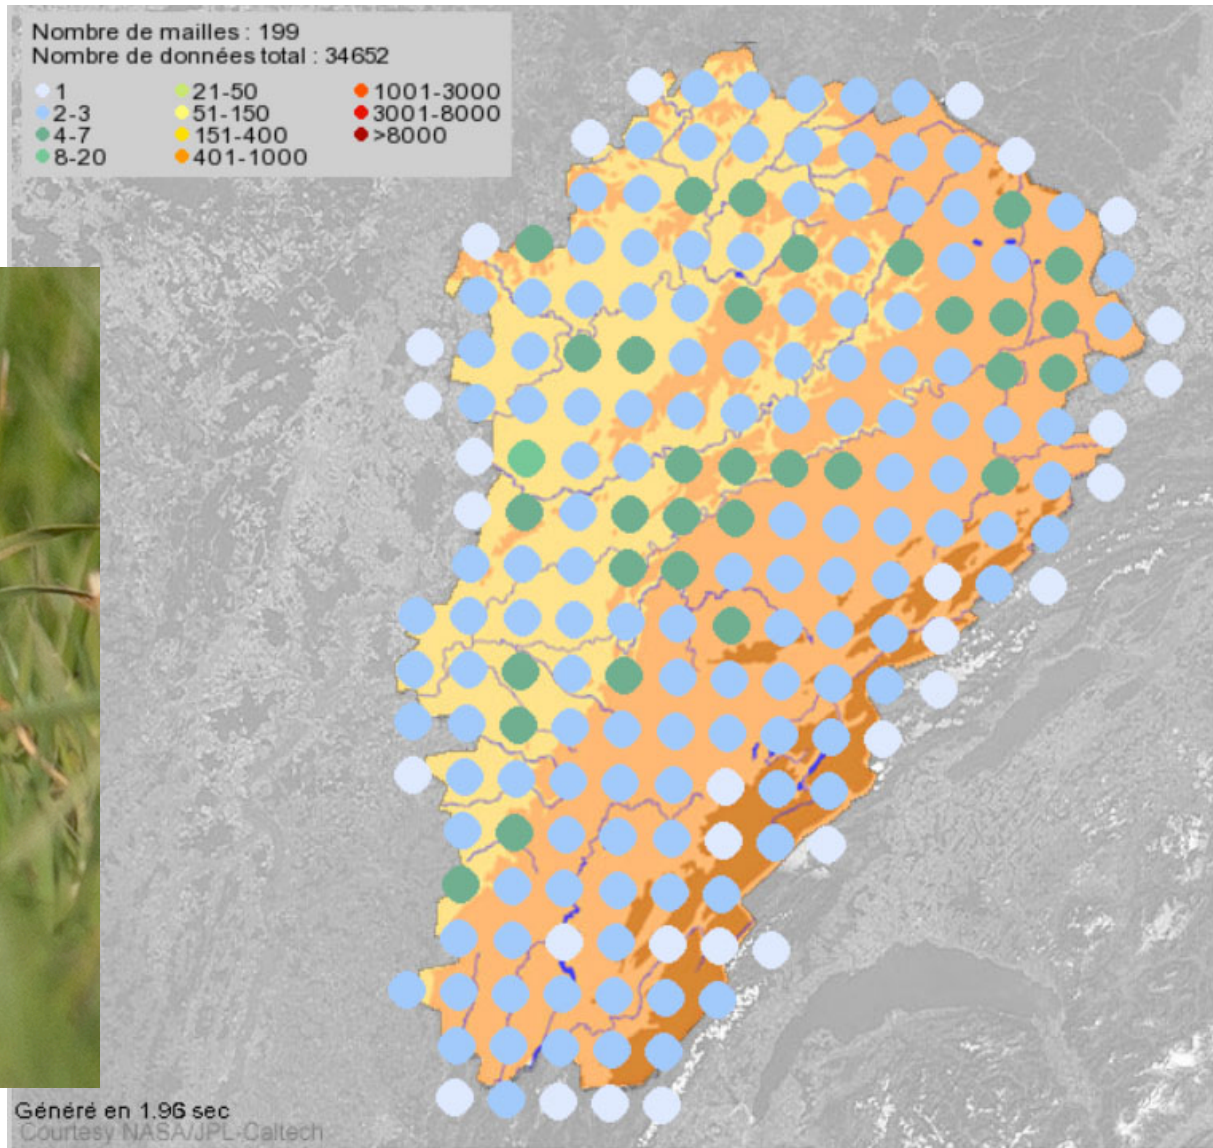 Nombre de mailles : 199
Nombre de données total : 34652
1
2-3
4-7
8-20
21-50
51-150
151-400
401-1000
1001-3000
3001-8000
>8000
Généré en 1.96 sec
Courtesy NASA/JPL-Caltech